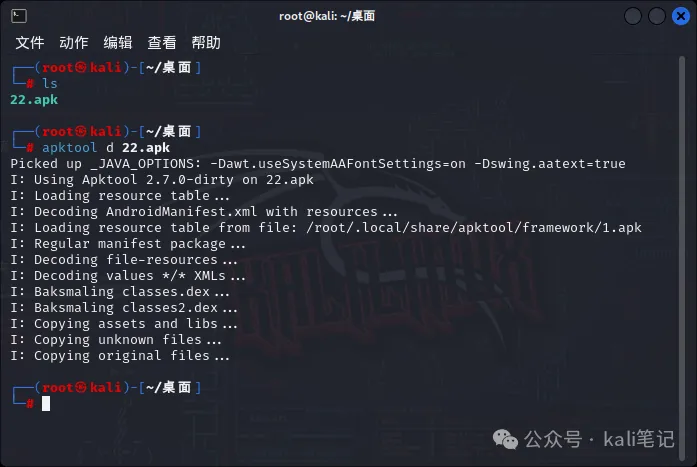 root@kali: ~/桌面
文件 动作 编辑 查看 帮助
┌──(root㉿kali)-[~/桌面]
└─# ls
22.apk
┌──(root㉿kali)-[~/桌面]
└─# apktool d 22.apk
Picked up _JAVA_OPTIONS: -Dawt.useSystemAAFontSettings=on -Dswing.aatext=true
I: Using Apktool 2.7.0-dirty on 22.apk
I: Loading resource table...
I: Decoding AndroidManifest.xml with resources...
I: Loading resource table from file: /root/.local/share/apktool/framework/1.apk
I: Regular manifest package...
I: Decoding file-resources...
I: Decoding values */* XMLs...
I: Baksmaling classes.dex...
I: Baksmaling classes2.dex...
I: Copying assets and libs...
I: Copying unknown files...
I: Copying original files...
┌──(root㉿kali)-[~/桌面]
└─#
公众号 · kali笔记